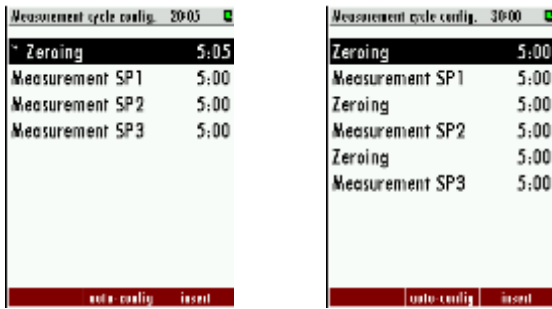 Measurement cycle config. 20:05
* Zeroing 5:05
Measurement SP1 5:00
Measurement SP2 5:00
Measurement SP3 5:00
auto-config insert
Measurement cycle config. 30:00
Zeroing 5:00
Measurement SP1 5:00
Zeroing 5:00
Measurement SP2 5:00
Zeroing 5:00
Measurement SP3 5:00
auto-config insert